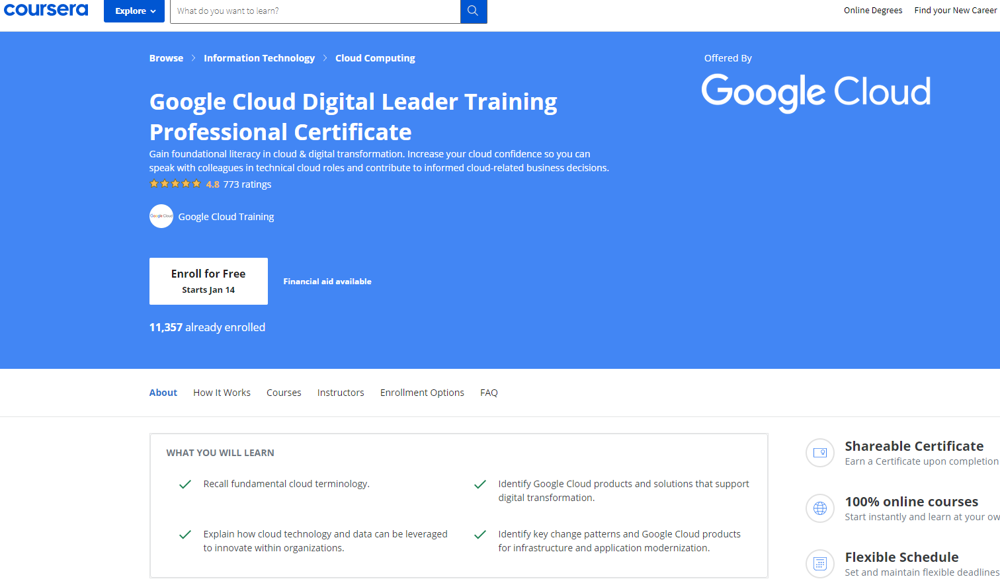 coursera
Explore
What do you want to learn?
Online Degrees
Find your New Career
Browse > Information Technology > Cloud Computing
Offered By
Google Cloud
Google Cloud Digital Leader Training
Professional Certificate
Gain foundational literacy in cloud & digital transformation. Increase your cloud confidence so you can
speak with colleagues in technical cloud roles and contribute to informed cloud-related business decisions.
4.8 773 ratings
Google Cloud
Google Cloud Training
Enroll for Free
Starts Jan 14
Financial aid available
11,357 already enrolled
About
How It Works
Courses
Instructors
Enrollment Options
FAQ
WHAT YOU WILL LEARN
Recall fundamental cloud terminology.
Identify Google Cloud products and solutions that support
digital transformation.
Explain how cloud technology and data can be leveraged
to innovate within organizations.
Identify key change patterns and Google Cloud products
for infrastructure and application modernization.
Shareable Certificate
Earn a Certificate upon completion
100% online courses
Start instantly and learn at your ow
Flexible Schedule
Set and maintain flexible deadlines